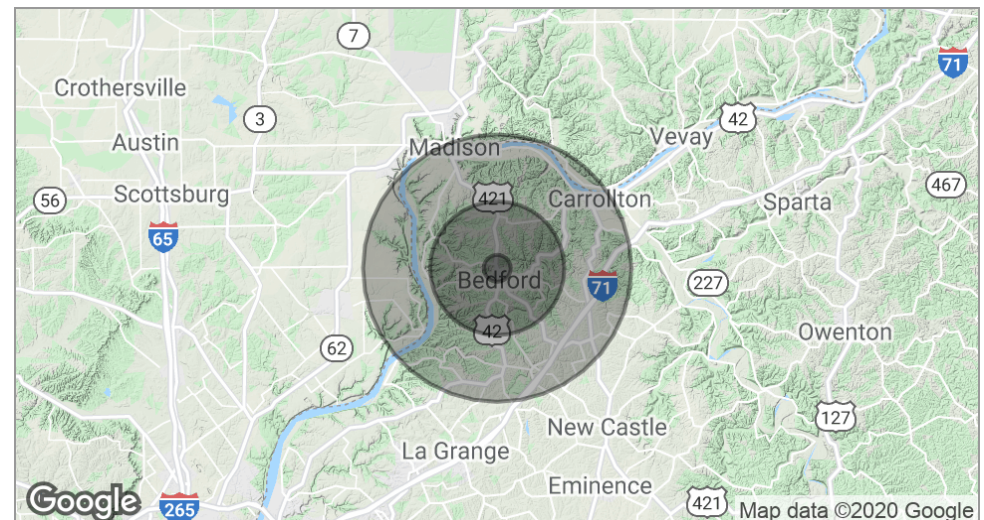 7
71
Crothersville
3
42
Austin
Vevay
Madison
56
Scottsburg
421
Carrollton
Sparta
467
65
Bedford
71
227
42
Owenton
62
127
New Castle
La Grange
Eminence
Google
265
421
Map data ©2020 Google